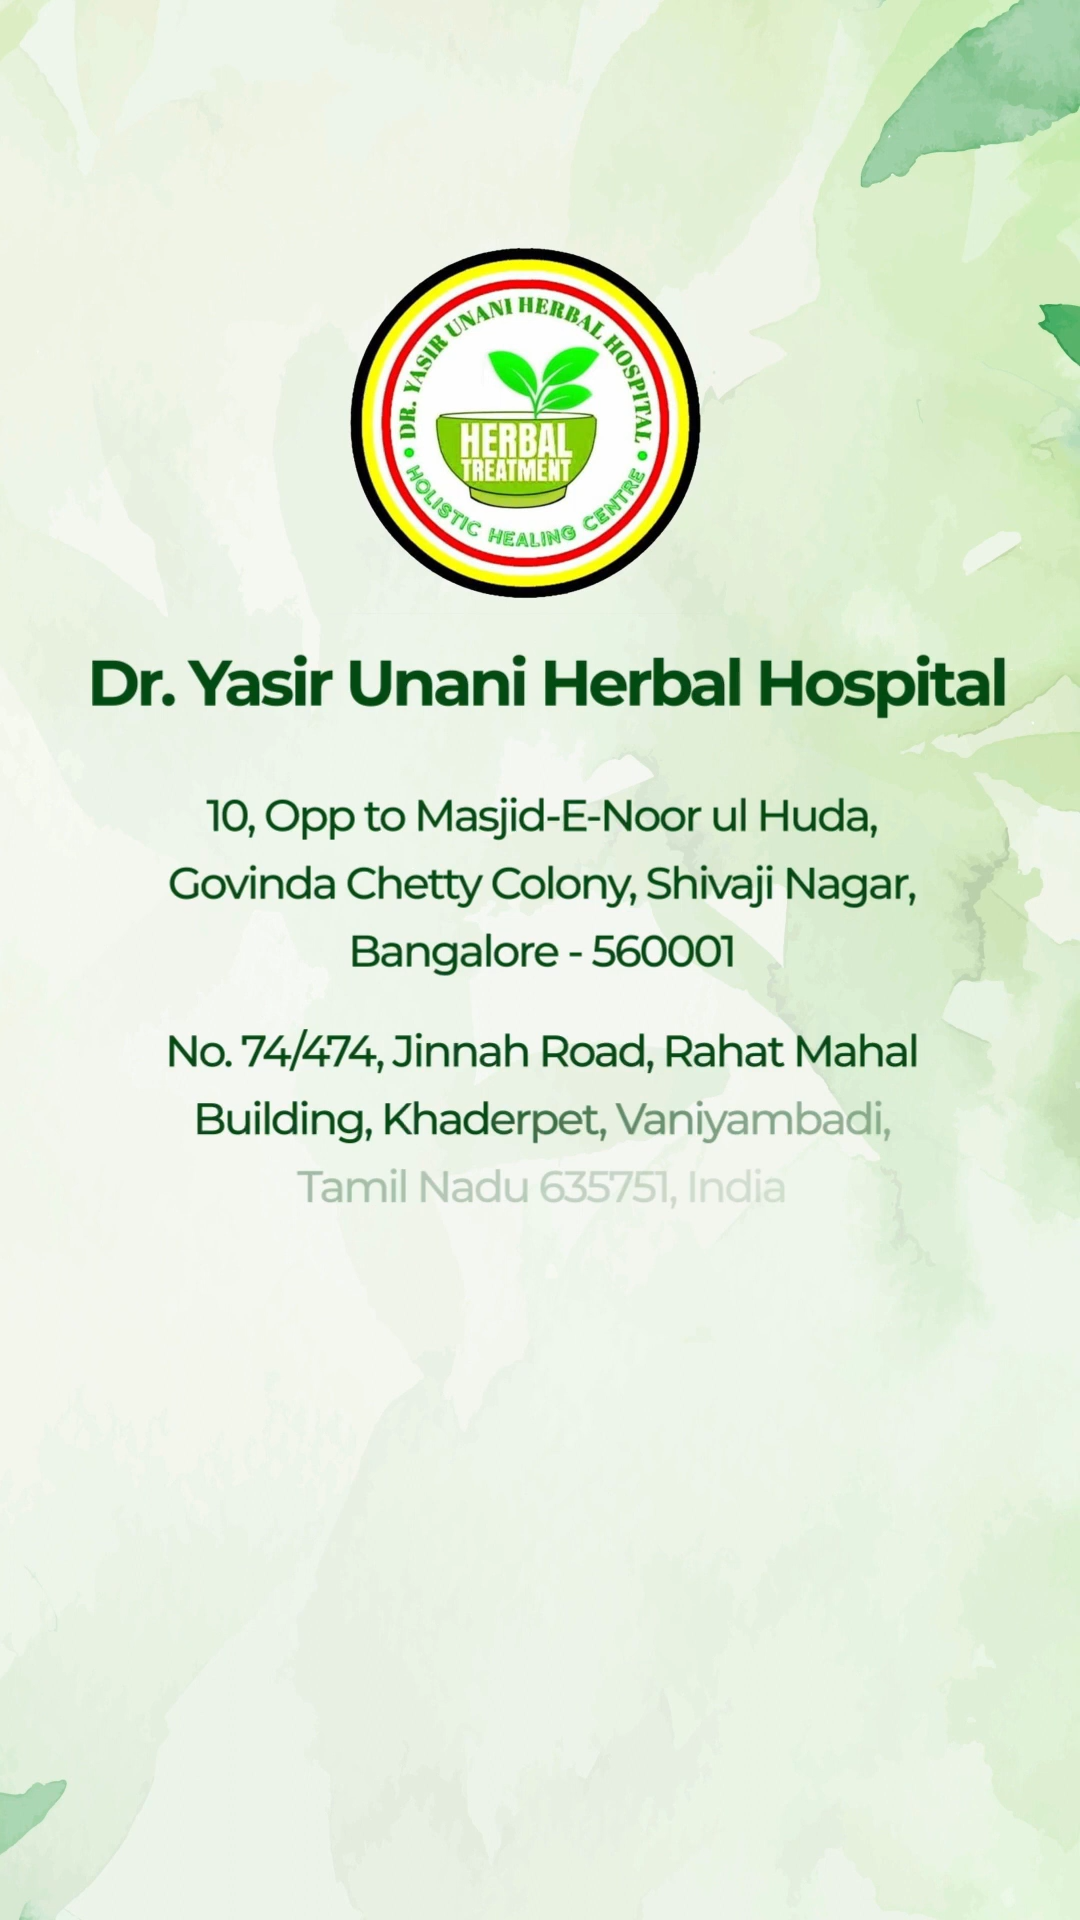 DR. YASIR UNANI HERBAL HOSPITAL
HERBAL
TREATMENT
HOLISTIC HEALING CENTRE
Dr. Yasir Unani Herbal Hospital
10, Opp to Masjid-E-Noor ul Huda,
Govinda Chetty Colony, Shivaji Nagar,
Bangalore - 560001
No. 74/474, Jinnah Road, Rahat Mahal
Building, Khaderpet, Vaniyambadi,
Tamil Nadu 635751, India